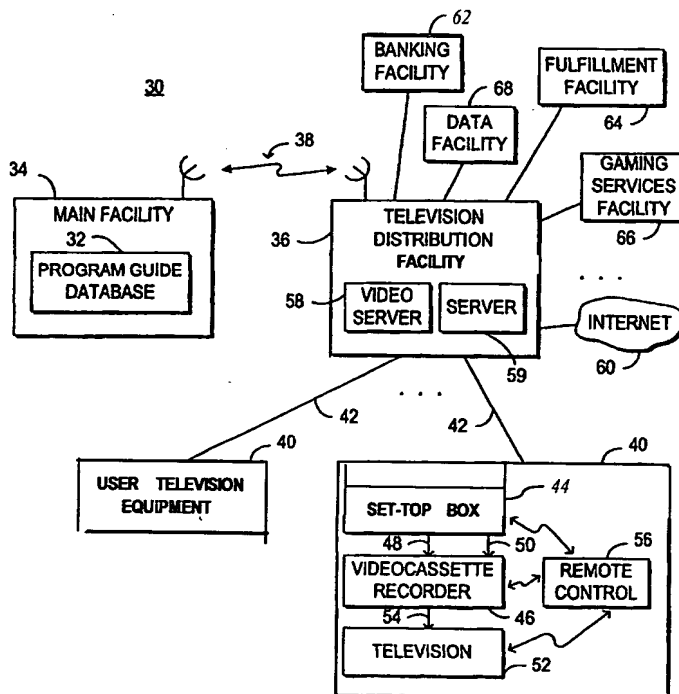 62
BANKING
FACILITY
FULFILLMENT
FACILITY
30
68
38
DATA
FACILITY
64
34
GAMING
SERVICES
FACILITY
MAIN FACILITY
32
36
TELEVISION
DISTRIBUTION
FACILITY
66
PROGRAM GUIDE
DATABASE
. . .
58
VIDEO
SERVER
SERVER
INTERNET
59
60
42
. . .
42
40
40
USER TELEVISION
EQUIPMENT
44
SET-TOP BOX
48
50
56
VIDEOCASSETTE
RECORDER
REMOTE
CONTROL
54
46
TELEVISION
52